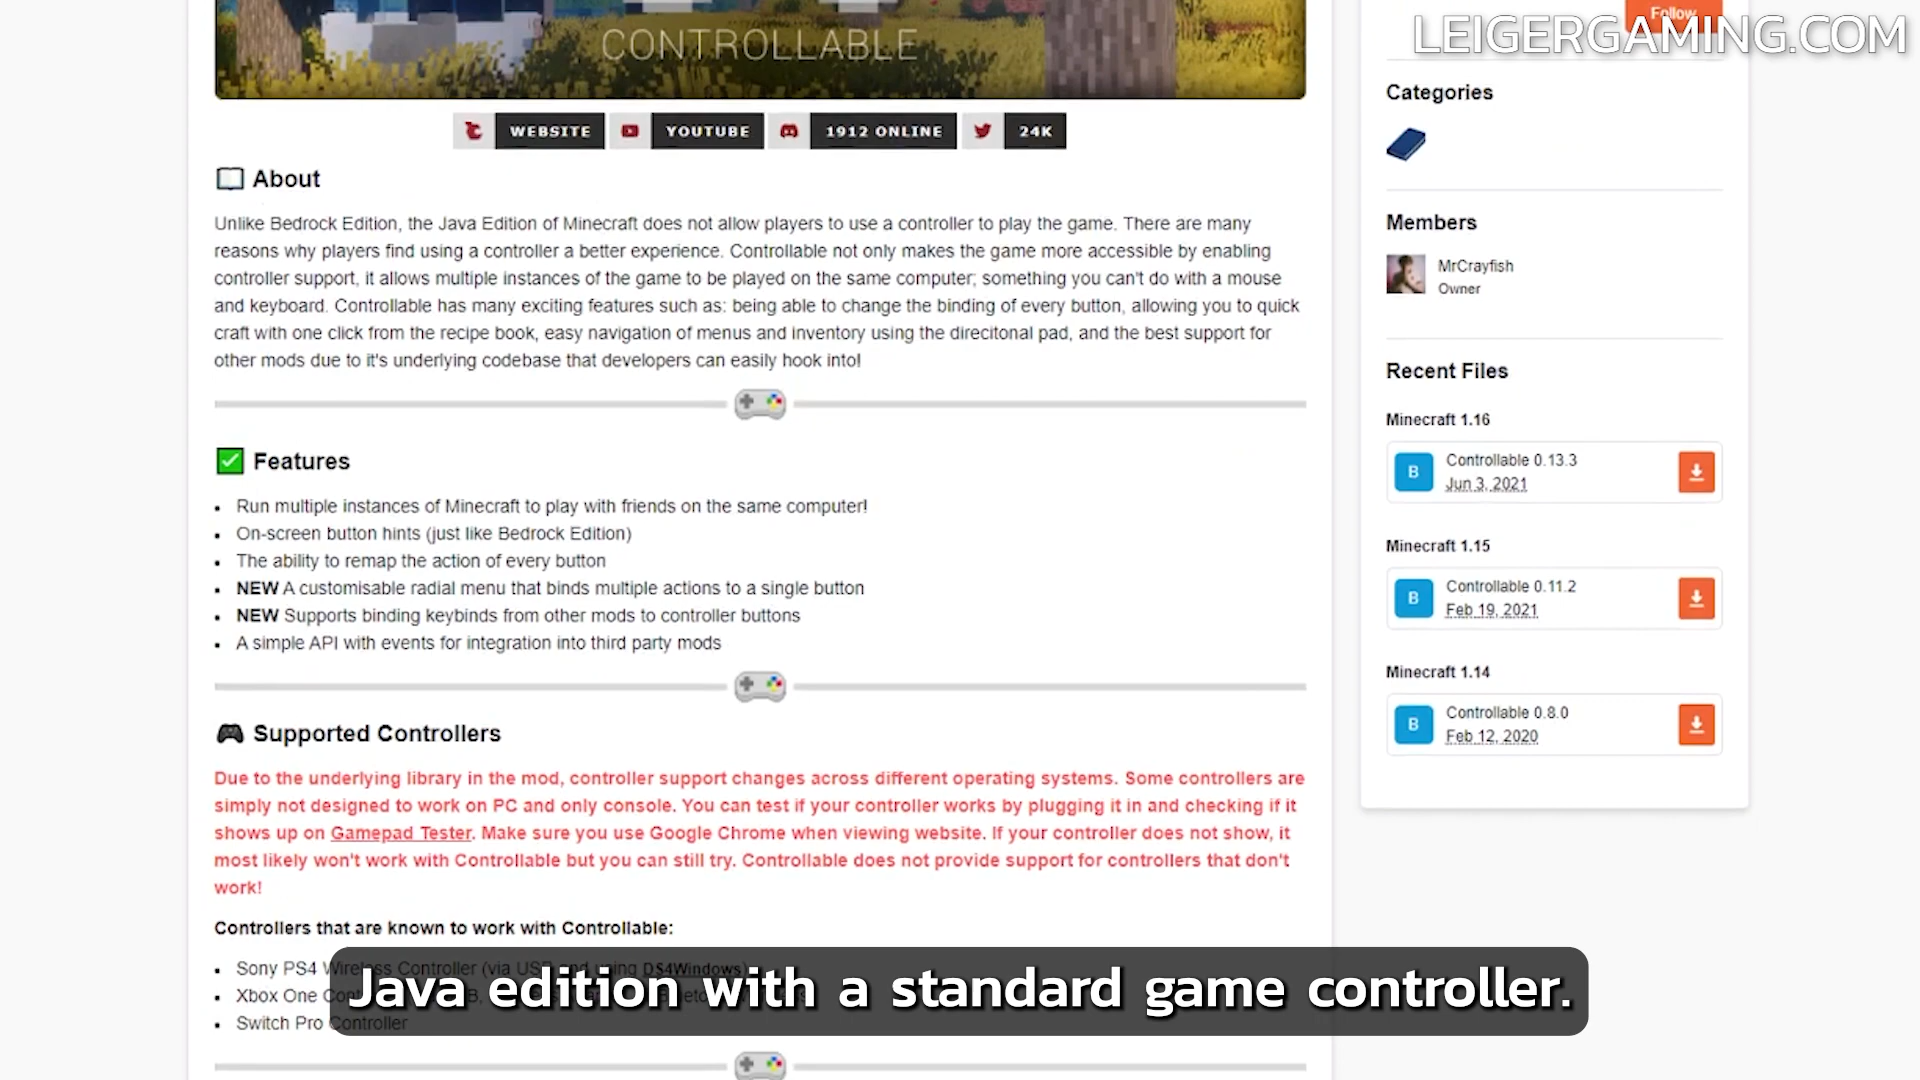 LEIGERGAMING.COM
Follow
CONTROLLABLE
WEBSITE
YOUTUBE
1912 ONLINE
24K
About
Unlike Bedrock Edition, the Java Edition of Minecraft does not allow players to use a controller to play the game. There are many
reasons why players find using a controller a better experience. Controllable not only makes the game more accessible by enabling
controller support, it allows multiple instances of the game to be played on the same computer; something you can't do with a mouse
and keyboard. Controllable has many exciting features such as: being able to change the binding of every button, allowing you to quick
craft with one click from the recipe book, easy navigation of menus and inventory using the direcitonal pad, and the best support for
other mods due to it's underlying codebase that developers can easily hook into!
Features
Run multiple instances of Minecraft to play with friends on the same computer!
On-screen button hints (just like Bedrock Edition)
The ability to remap the action of every button
NEW A customisable radial menu that binds multiple actions to a single button
NEW Supports binding keybinds from other mods to controller buttons
A simple API with events for integration into third party mods
Supported Controllers
Due to the underlying library in the mod, controller support changes across different operating systems. Some controllers are
simply not designed to work on PC and only console. You can test if your controller works by plugging it in and checking if it
shows up on Gamepad Tester. Make sure you use Google Chrome when viewing website. If your controller does not show, it
most likely won't work with Controllable but you can still try. Controllable does not provide support for controllers that don't
work!
Controllers that are known to work with Controllable:
Sony PS4 Wireless Controller (via USB and using DS4Windows)
Xbox One
Switch Pro Controller
Java edition with a standard game controller.
Categories
Members
MrCrayfish
Owner
Recent Files
Minecraft 1.16
B
Controllable 0.13.3
Jun 3, 2021
Minecraft 1.15
B
Controllable 0.11.2
Feb 19, 2021
Minecraft 1.14
B
Controllable 0.8.0
Feb 12, 2020